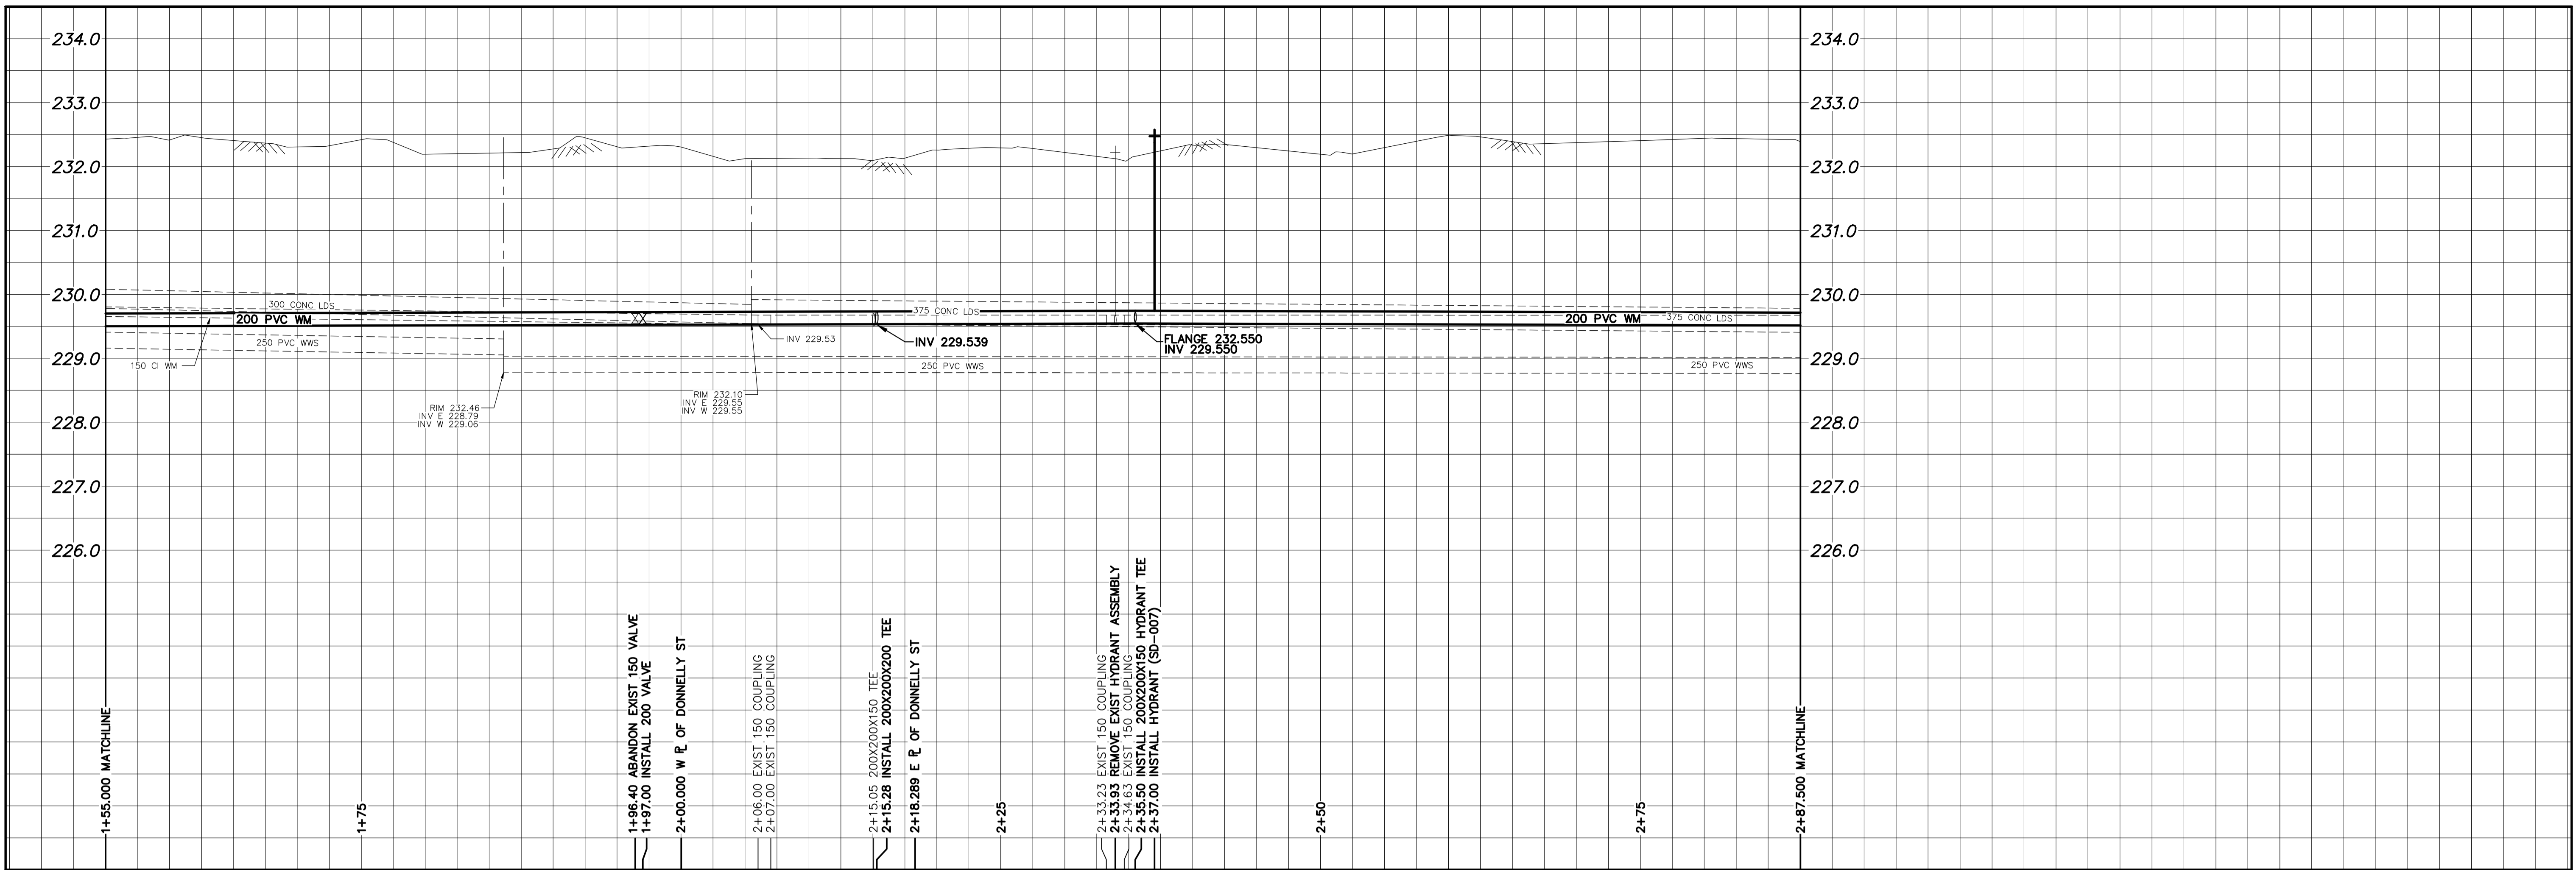 234.0
234.0
233.0
233.0
232.0
232.0
231.0
231.0
230.0
230.0
300 CONC LDS
375 CONC LDS
200 PVC WM
200 PVC WM
375 CONC LDS
250 PVC WWS
INV 229.53
INV 229.539
FLANGE 232.550
INV 229.550
229.0
229.0
150 CI WM
250 PVC WWS
250 PVC WWS
RIM 232.46
INV E 228.79
INV W 229.06
RIM 232.10
INV E 229.55
INV W 229.55
228.0
228.0
227.0
227.0
226.0
226.0
1+55.000 MATCHLINE
1+75
1+96.40 ABANDON EXIST 150 VALVE
1+97.00 INSTALL 200 VALVE
2+00.000 W PL OF DONNELLY ST
2+06.00 EXIST 150 COUPLING
2+07.00 EXIST 150 COUPLING
2+15.05 200X200X150 TEE
2+15.28 INSTALL 200X200X200 TEE
2+18.289 E PL OF DONNELLY ST
2+25
2+33.23 EXIST 150 COUPLING
2+33.93 REMOVE EXIST HYDRANT ASSEMBLY
2+34.63 EXIST 150 COUPLING
2+35.50 INSTALL 200X200X150 HYDRANT TEE
2+37.00 INSTALL HYDRANT (SD-007)
2+50
2+75
2+87.500 MATCHLINE